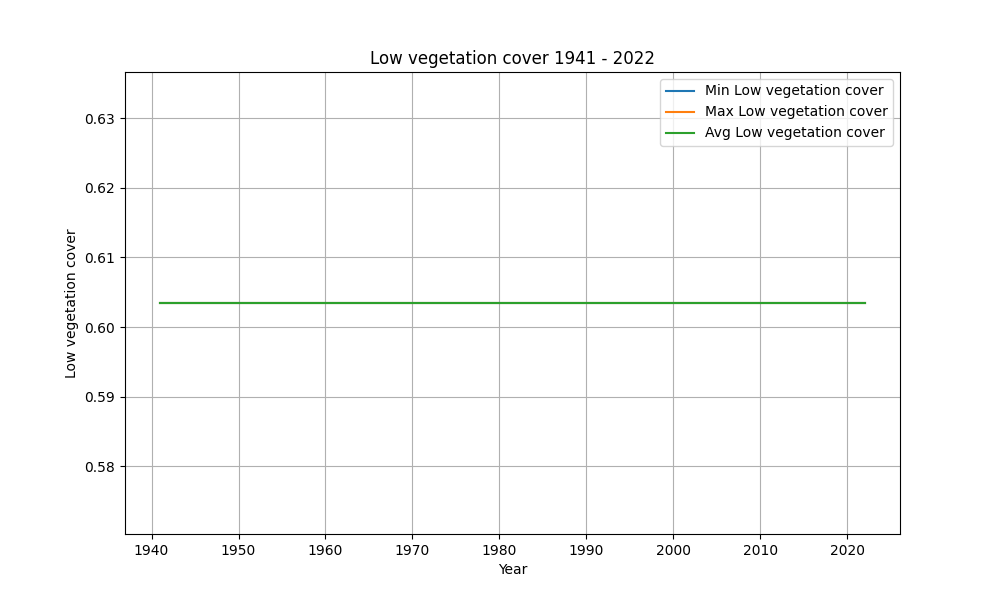 Low vegetation cover 1941 - 2022
Min Low vegetation cover
Max Low vegetation cover
Avg Low vegetation cover
0.63
0.62
0.61
0.60
0.59
0.58
Low vegetation cover
1940 1950 1960 1970 1980 1990 2000 2010 2020
Year